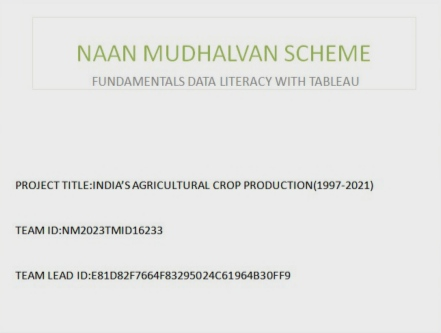 NAAN MUDHALVAN SCHEME
FUNDAMENTALS DATA LITERACY WITH TABLEAU
PROJECT TITLE:INDIA'S AGRICULTURAL CROP PRODUCTION(1997-2021)
TEAM ID:NM2023TMID16233
TEAM LEAD ID:E81D82F7664F83295024C61964B30FF9